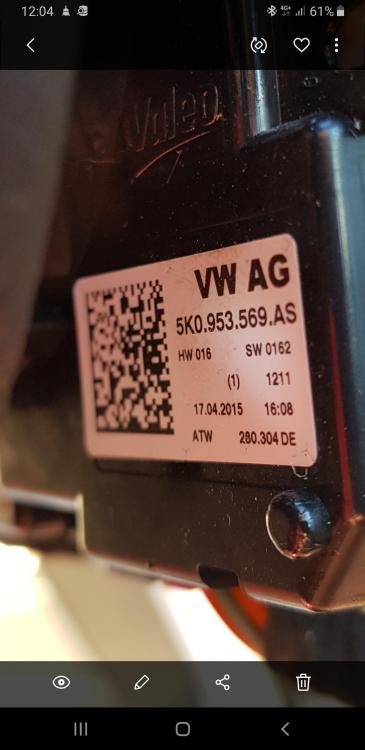 12:04
4G+
61%
Valeo
VW AG
5K0.953.569.AS
HW 016 SW 0162
(1) 1211
17.04.2015 16:08
ATW 280.304 DE